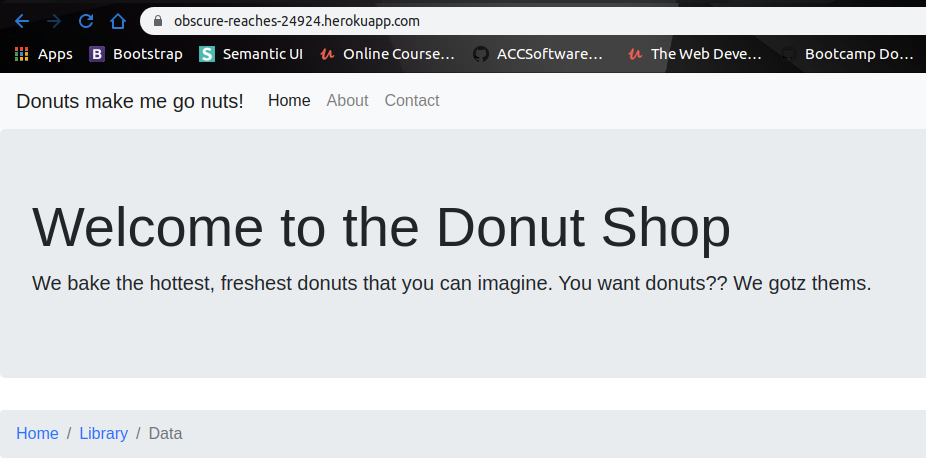 obscure-reaches-24924.herokuapp.com
Apps B Bootstrap S Semantic UI Online Course... ACCSoftware... The Web Deve... Bootcamp Do...
Donuts make me go nuts! Home About Contact
Welcome to the Donut Shop
We bake the hottest, freshest donuts that you can imagine. You want donuts?? We gotz thems.
Home / Library / Data